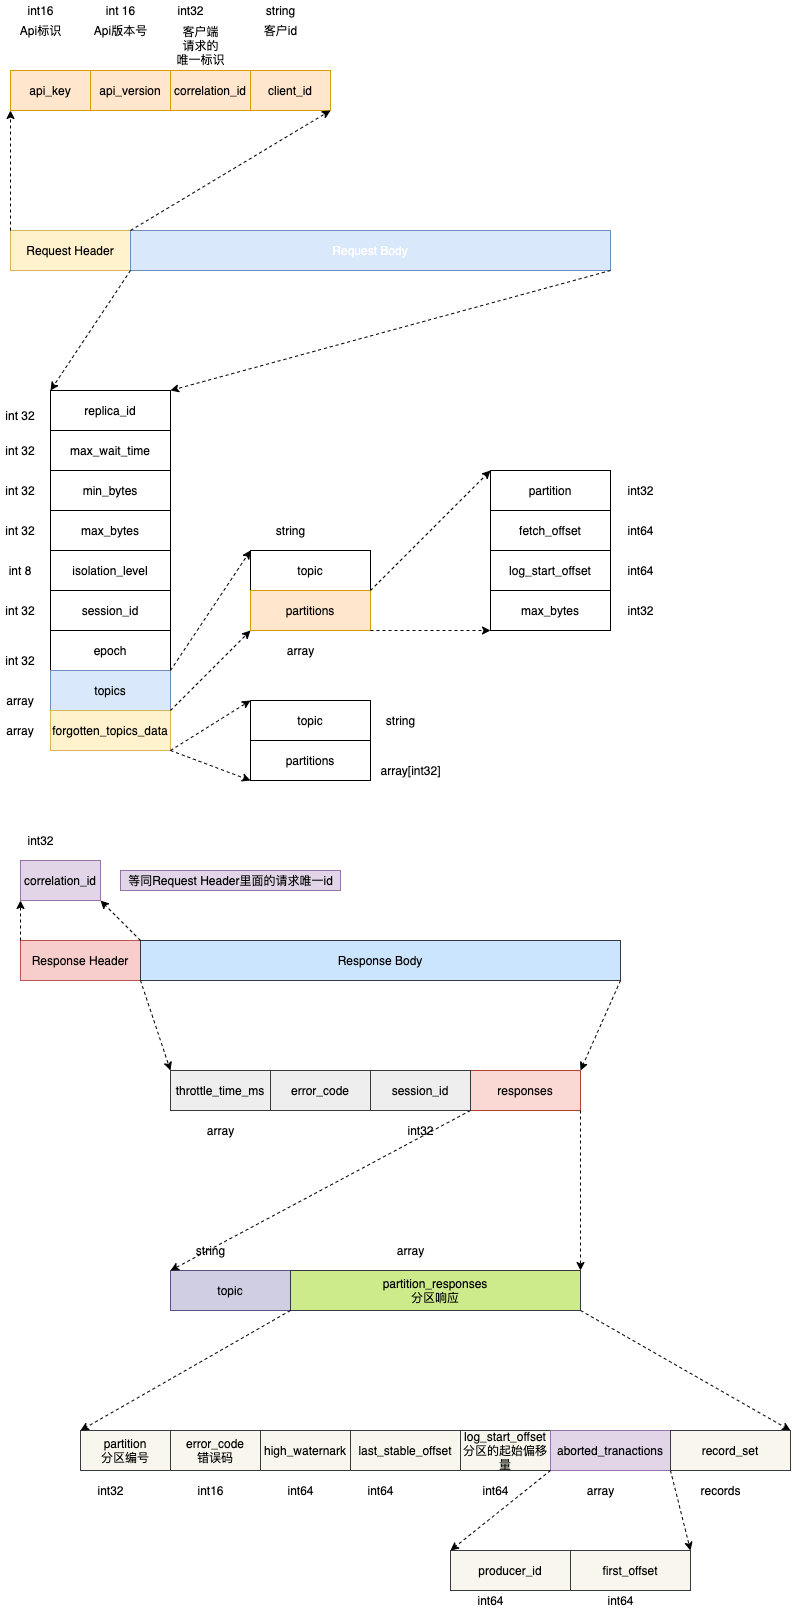 int16
int 16
int32
string
Api标识
Api版本号
客户端
请求的
唯一标识
客户id
api_key
api_version
correlation_id
client_id
Request Header
Request Body
int 32
replica_id
int 32
max_wait_time
int 32
min_bytes
int 32
max_bytes
int 8
isolation_level
int 32
session_id
int 32
epoch
array
topics
array
forgotten_topics_data
string
topic
partitions
array
partition
int32
fetch_offset
int64
log_start_offset
int64
max_bytes
int32
topic
string
partitions
array[int32]
int32
correlation_id
等同Request Header里面的请求唯一id
Response Header
Response Body
throttle_time_ms
error_code
session_id
responses
array
int32
string
array
topic
partition_responses
分区响应
partition
分区编号
error_code
错误码
high_waternark
last_stable_offset
log_start_offset
分区的起始偏移
量
aborted_tranactions
record_set
int32
int16
int64
int64
int64
array
records
producer_id
first_offset
int64
int64